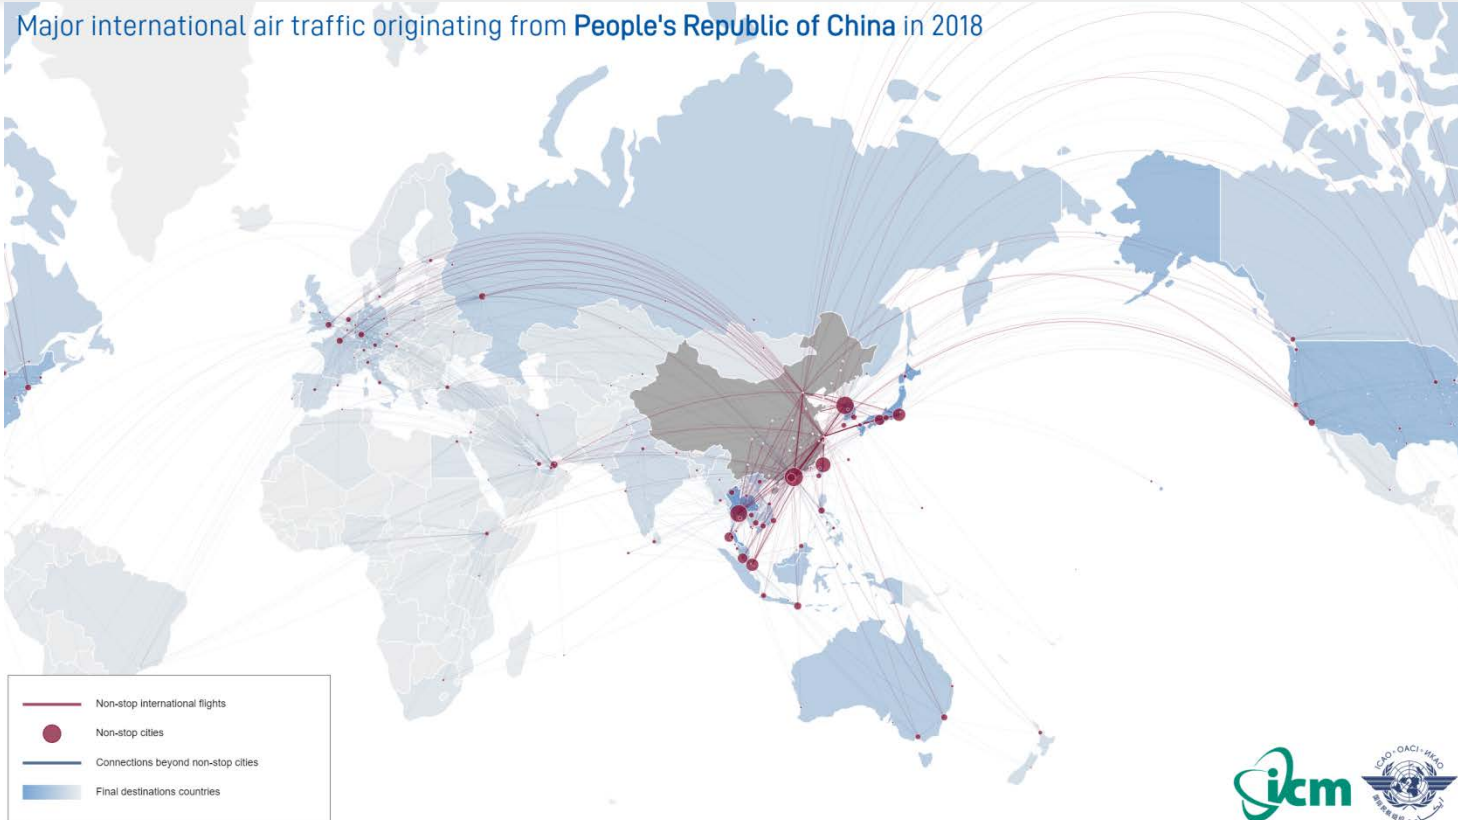 Major international air traffic originating from People's Republic of China in 2018
Non-stop international flights
Non-stop cities
Connections beyond non-stop cities
Final destinations countries
icm
ICAO · OACI · ИКАО